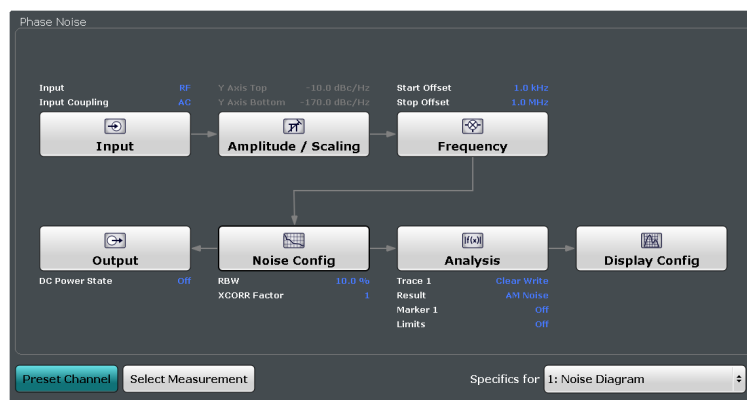 Phase Noise
Input RF
Input Coupling AC
Y Axis Top -10.0 dBc/Hz
Y Axis Bottom -170.0 dBc/Hz
Start Offset 1.0 kHz
Stop Offset 1.0 MHz
Input
Amplitude / Scaling
Frequency
|f(x)|
Output
Noise Config
Analysis
Display Config
DC Power State Off
RBW 10.0 %
XCORR Factor 1
Trace 1 Clear Write
Result AM Noise
Marker 1 Off
Limits Off
Preset Channel
Select Measurement
Specifics for 1: Noise Diagram